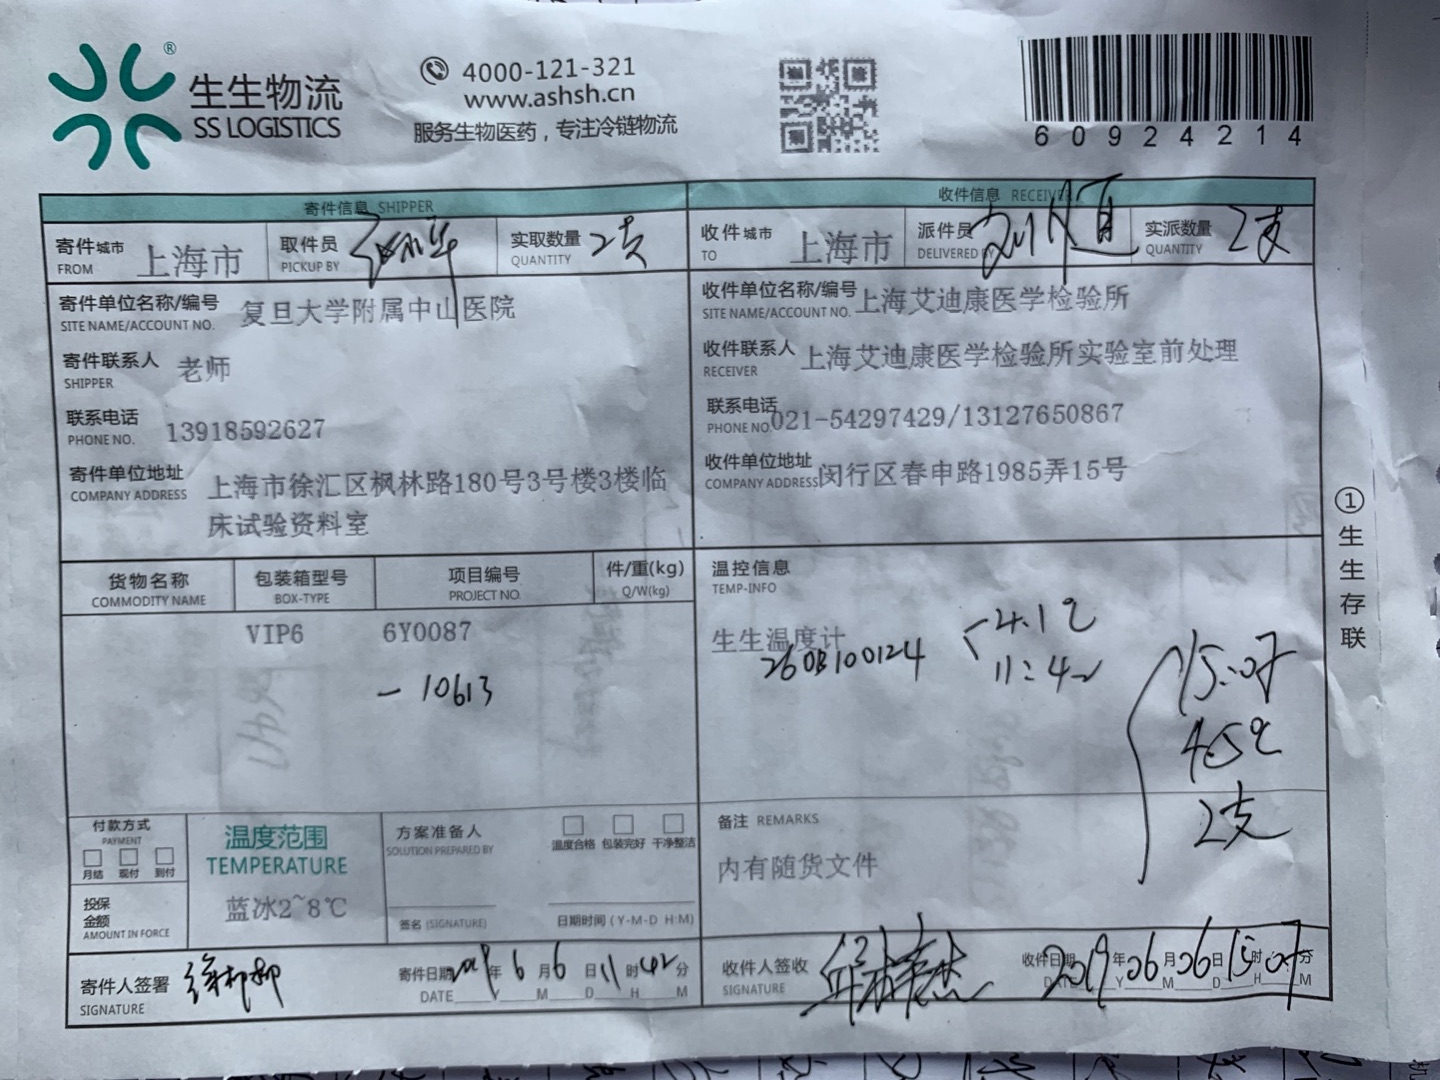 ®
生生物流
SS LOGISTICS
4000-121-321
www.ashsh.cn
服务生物医药，专注冷链物流
60924214
寄件信息 SHIPPER
收件信息 RECEIVER
寄件城市 上海市 取件员 实取数量 2支
FROM PICKUP BY QUANTITY
收件城市 上海市 派件员 实派数量 2支
TO DELIVERED BY QUANTITY
寄件单位名称/编号 复旦大学附属中山医院
SITE NAME/ACCOUNT NO.
寄件联系人 老师
SHIPPER
联系电话 13918592627
PHONE NO.
寄件单位地址 上海市徐汇区枫林路180号3号楼3楼临
COMPANY ADDRESS
床试验资料室
收件单位名称/编号 上海艾迪康医学检验所
SITE NAME/ACCOUNT NO.
收件联系人 上海艾迪康医学检验所实验室前处理
RECEIVER
联系电话 021-54297429/13127650867
PHONE NO.
收件单位地址 闵行区春申路1985弄15号
COMPANY ADDRESS
①生生存联
货物名称 包装箱型号 项目编号 件/重(kg)
COMMODITY NAME BOX-TYPE PROJECT NO. Q/W(kg)
VIP6 6Y0087
- 10613
温控信息
TEMP-INFO
生生温度计
260B100124
4.1℃
11:42
15:07
4.5℃
2支
付款方式
PAYMENT
月结 现付 到付
投保
金额
AMOUNT IN FORCE
温度范围
TEMPERATURE
蓝冰2~8℃
方案准备人
SOLUTION PREPARED BY
温度合格 包装完好 干净整洁
签名 (SIGNATURE) 日期时间 (Y-M-D H:M)
备注 REMARKS
内有随货文件
寄件人签署
SIGNATURE
寄件日期 2019年6月6日11时42分
DATE Y M D H M
收件人签收
SIGNATURE
收件日期 2019年06月06日15时07分
DATE Y M D H M